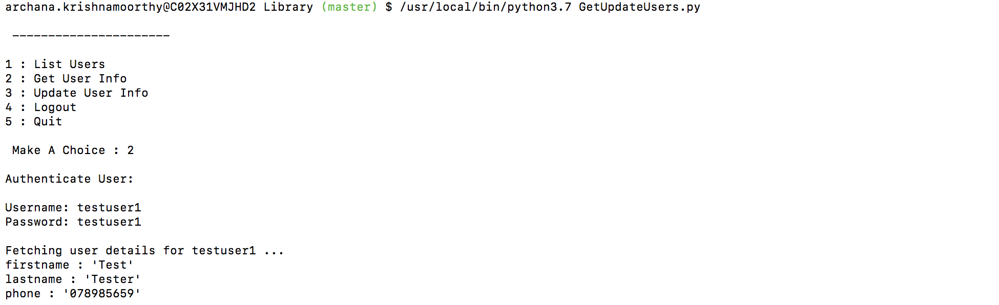 archana.krishnamoorthy@C02X31VMJHD2 Library (master) $ /usr/local/bin/python3.7 GetUpdateUsers.py
______________________
1 : List Users
2 : Get User Info
3 : Update User Info
4 : Logout
5 : Quit
Make A Choice : 2
Authenticate User:
Username: testuser1
Password: testuser1
Fetching user details for testuser1 ...
firstname : 'Test'
lastname : 'Tester'
phone : '078985659'